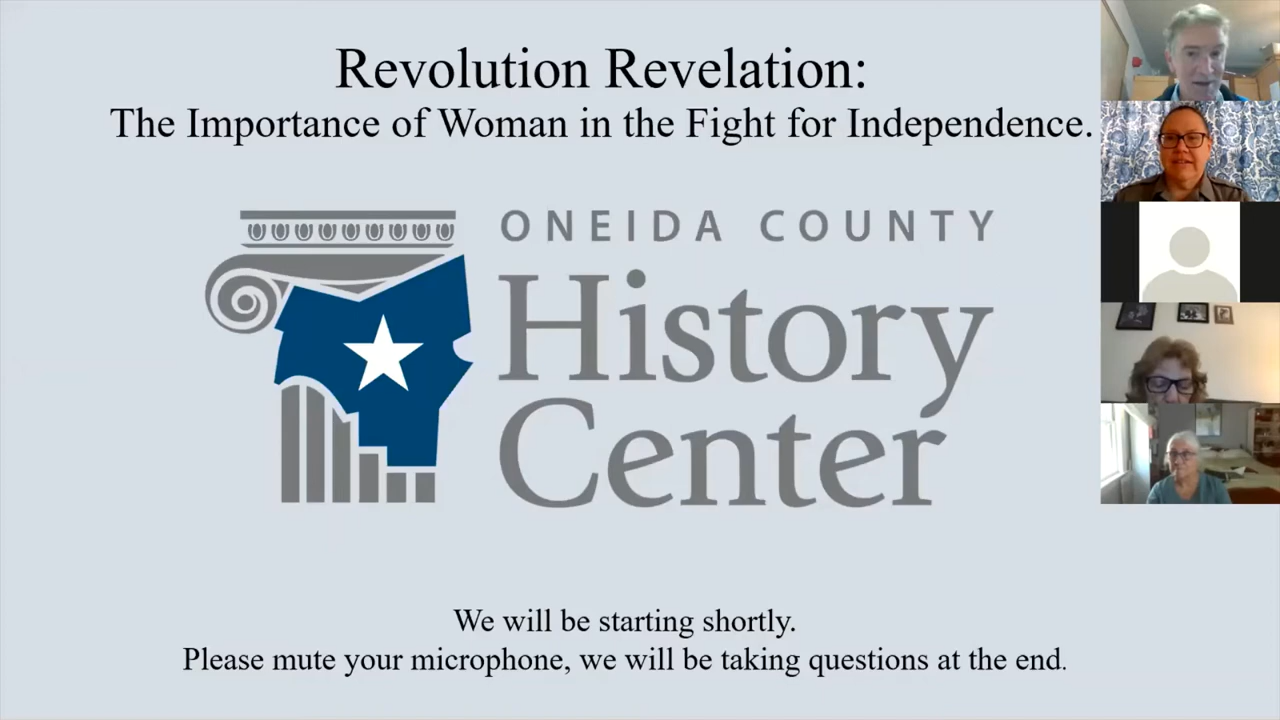 Revolution Revelation:
The Importance of Woman in the Fight for Independence.
ONEIDA COUNTY
History
Center
We will be starting shortly.
Please mute your microphone, we will be taking questions at the end.